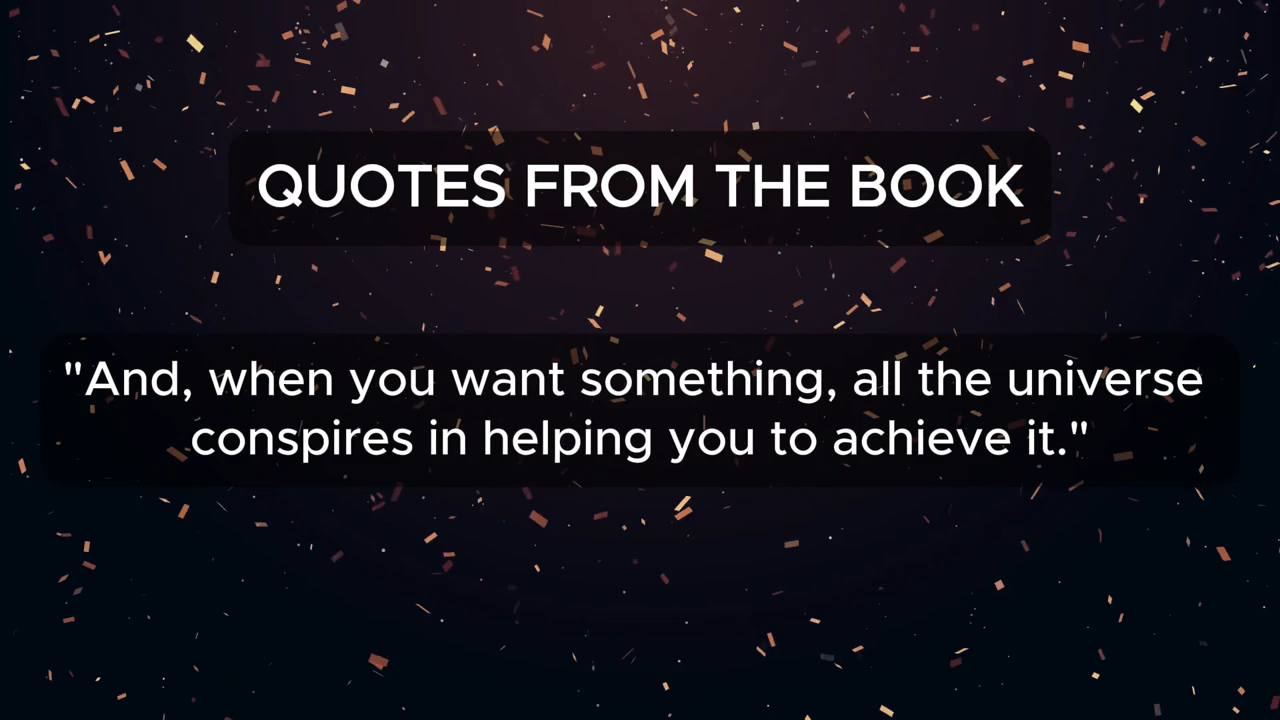 QUOTES FROM THE BOOK
"And, when you want something, all the universe
conspires in helping you to achieve it."